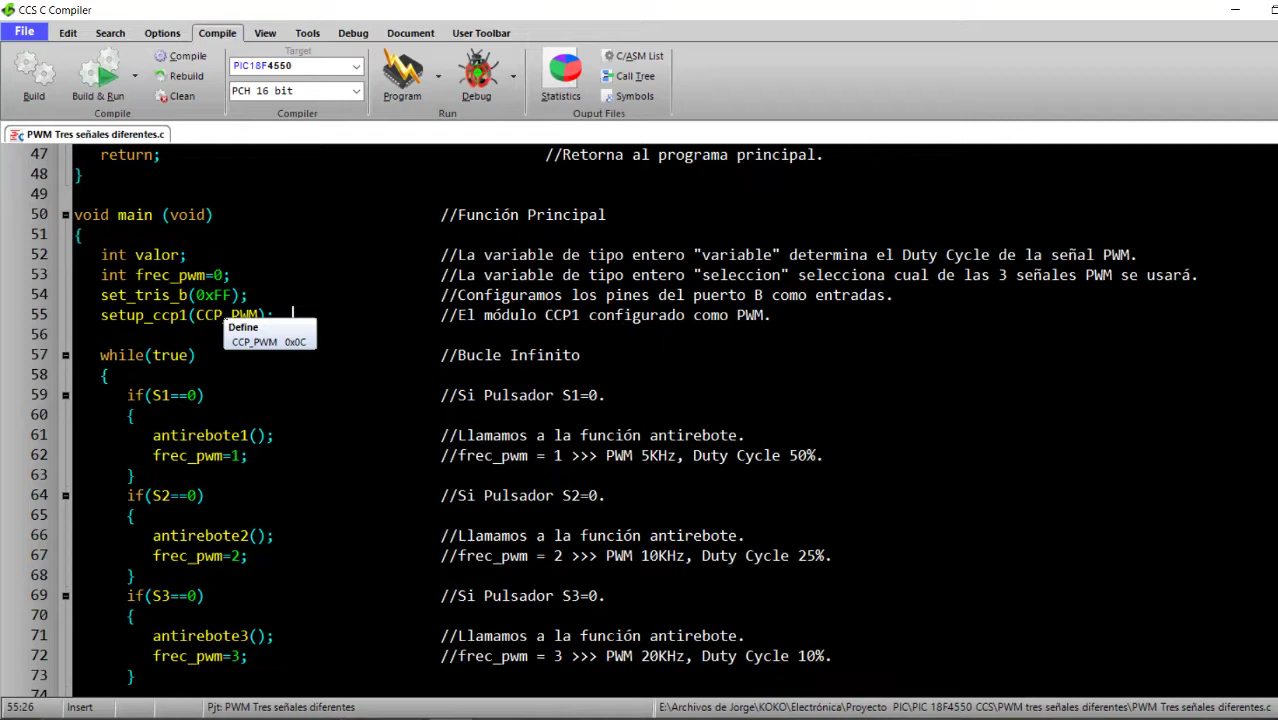 CCS C Compiler
File Edit Search Options Compile View Tools Debug Document User Toolbar
Build
Build & Run
Compile
Rebuild
Clean
Compile
Target
PIC18F4550
PCH 16 bit
Compiler
Program
Debug
Run
Statistics
C/ASM List
Call Tree
Symbols
Ouput Files
PWM Tres señales diferentes.c
47 return; //Retorna al programa principal.
48 }
49
50 void main (void) //Función Principal
51 {
52 int valor; //La variable de tipo entero "variable" determina el Duty Cycle de la señal PWM.
53 int frec_pwm=0; //La variable de tipo entero "seleccion" selecciona cual de las 3 señales PWM se usará.
54 set_tris_b(0xFF); //Configuramos los pines del puerto B como entradas.
55 setup_ccp1(CCP_PWM); //El módulo CCP1 configurado como PWM.
Define
CCP_PWM 0x0C
56
57 while(true) //Bucle Infinito
58 {
59 if(S1==0) //Si Pulsador S1=0.
60 {
61 antirebote1(); //Llamamos a la función antirebote.
62 frec_pwm=1; //frec_pwm = 1 >>> PWM 5KHz, Duty Cycle 50%.
63 }
64 if(S2==0) //Si Pulsador S2=0.
65 {
66 antirebote2(); //Llamamos a la función antirebote.
67 frec_pwm=2; //frec_pwm = 2 >>> PWM 10KHz, Duty Cycle 25%.
68 }
69 if(S3==0) //Si Pulsador S3=0.
70 {
71 antirebote3(); //Llamamos a la función antirebote.
72 frec_pwm=3; //frec_pwm = 3 >>> PWM 20KHz, Duty Cycle 10%.
73 }
74
55:26 Insert Pjt: PWM Tres señales diferentes E:\Archivos de Jorge\KOKO\Electrónica\Proyecto PIC\PIC 18F4550 CCS\PWM tres señales diferentes\PWM Tres señales diferentes.c